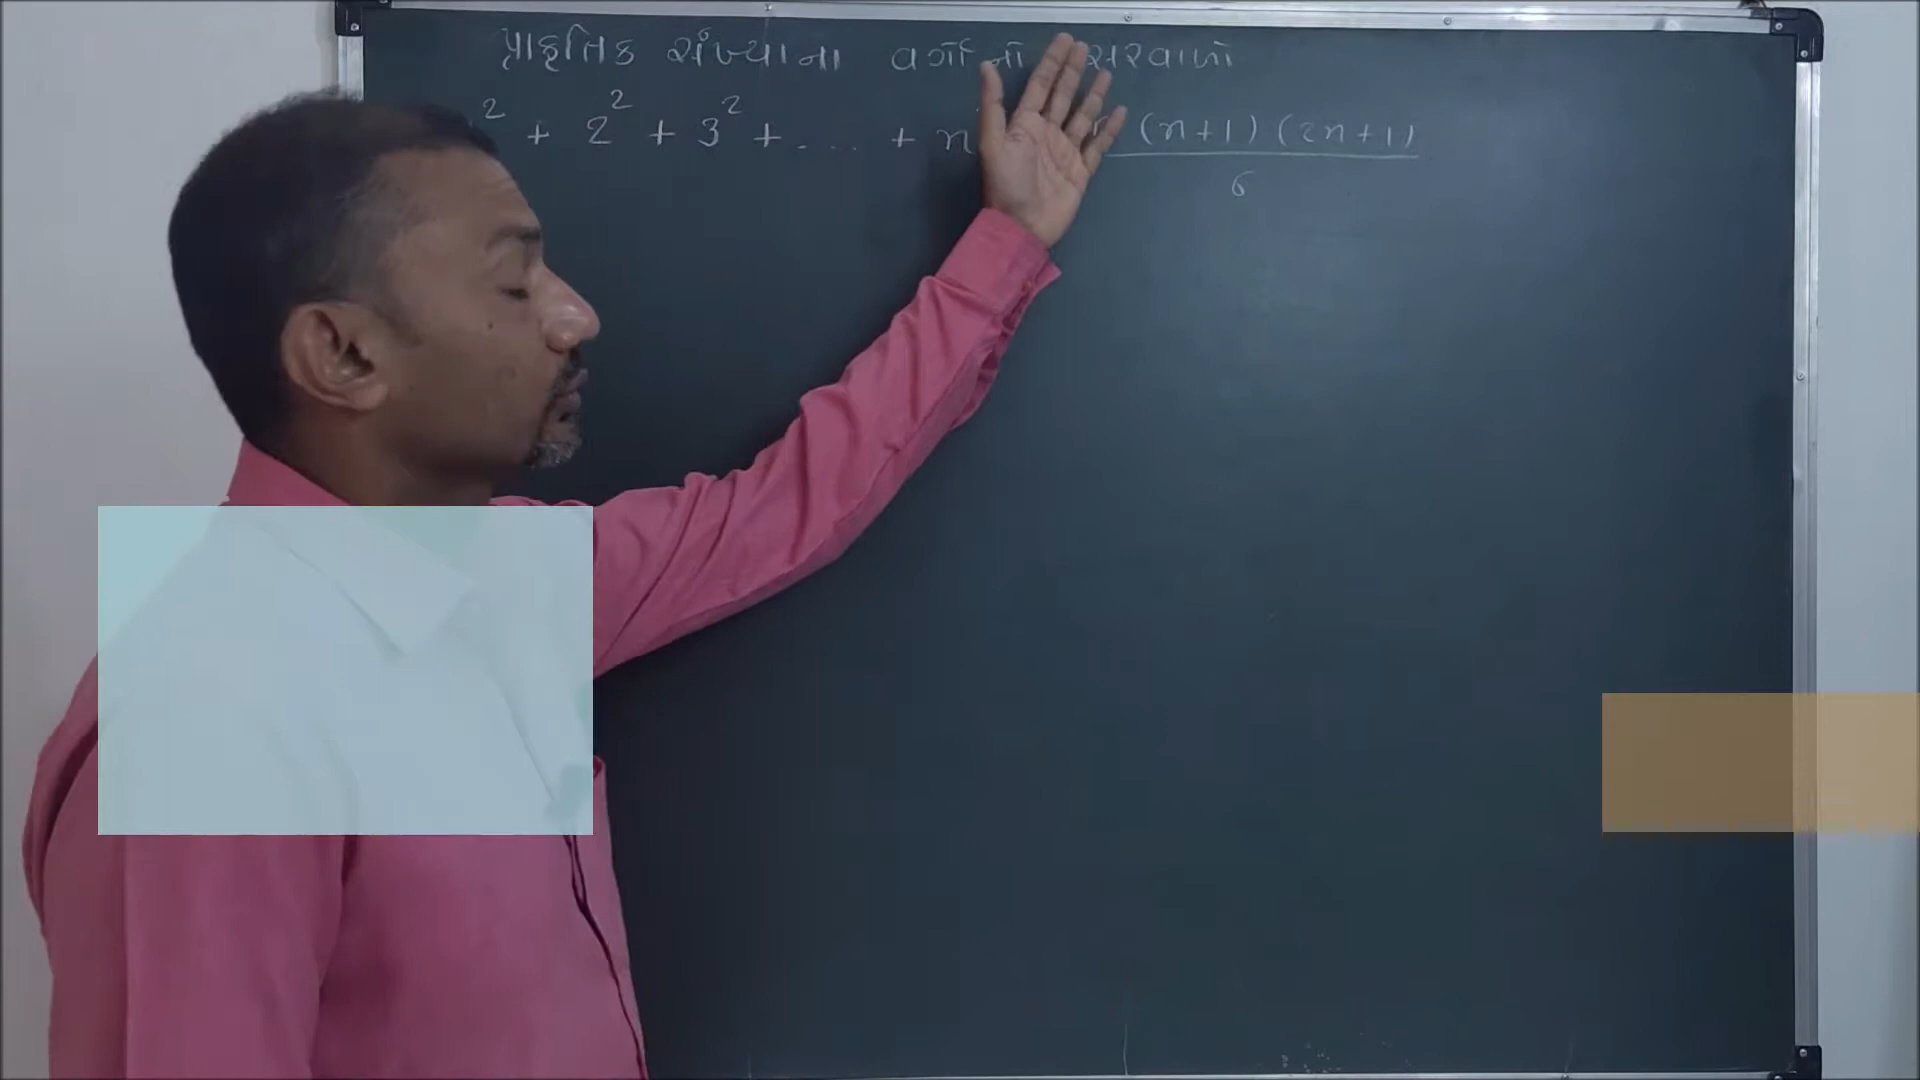 પ્રાકૃતિક સંખ્યાના વર્ગોનો સરવાળો
² + 2² + 3² + .... + n (n+1) (2n+1)
6